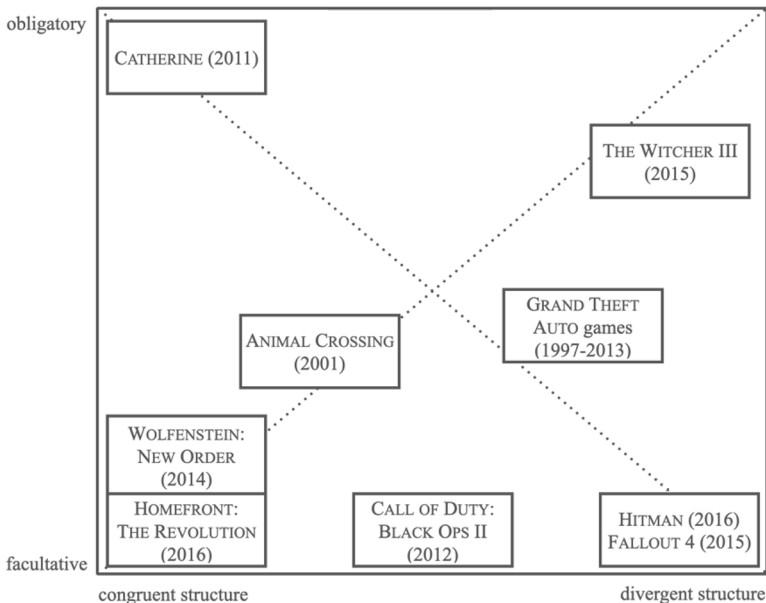 obligatory
CATHERINE (2011)
THE WITCHER III
(2015)
GRAND THEFT
AUTO games
(1997-2013)
ANIMAL CROSSING
(2001)
WOLFENSTEIN:
NEW ORDER
(2014)
HOMEFRONT:
THE REVOLUTION
(2016)
CALL OF DUTY:
BLACK OPS II
(2012)
HITMAN (2016)
FALLOUT 4 (2015)
facultative
congruent structure
divergent structure